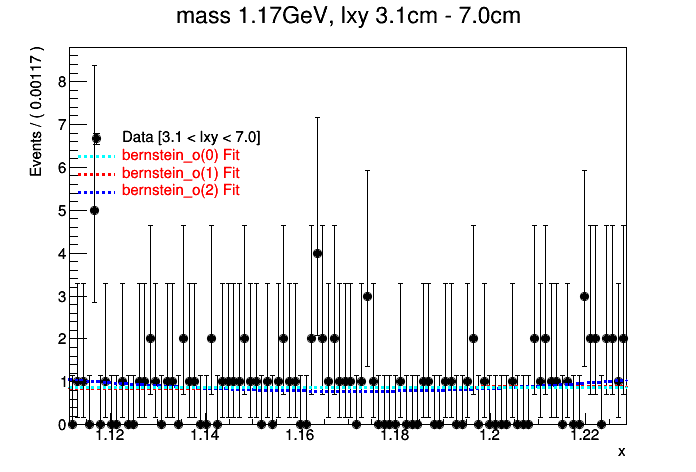 mass 1.17GeV, lxy 3.1cm - 7.0cm
Events / ( 0.00117 )
8
7
6
5
4
3
2
1
0
Data [3.1 < lxy < 7.0]
bernstein_o(0) Fit
bernstein_o(1) Fit
bernstein_o(2) Fit
1.12 1.14 1.16 1.18 1.2 1.22
x